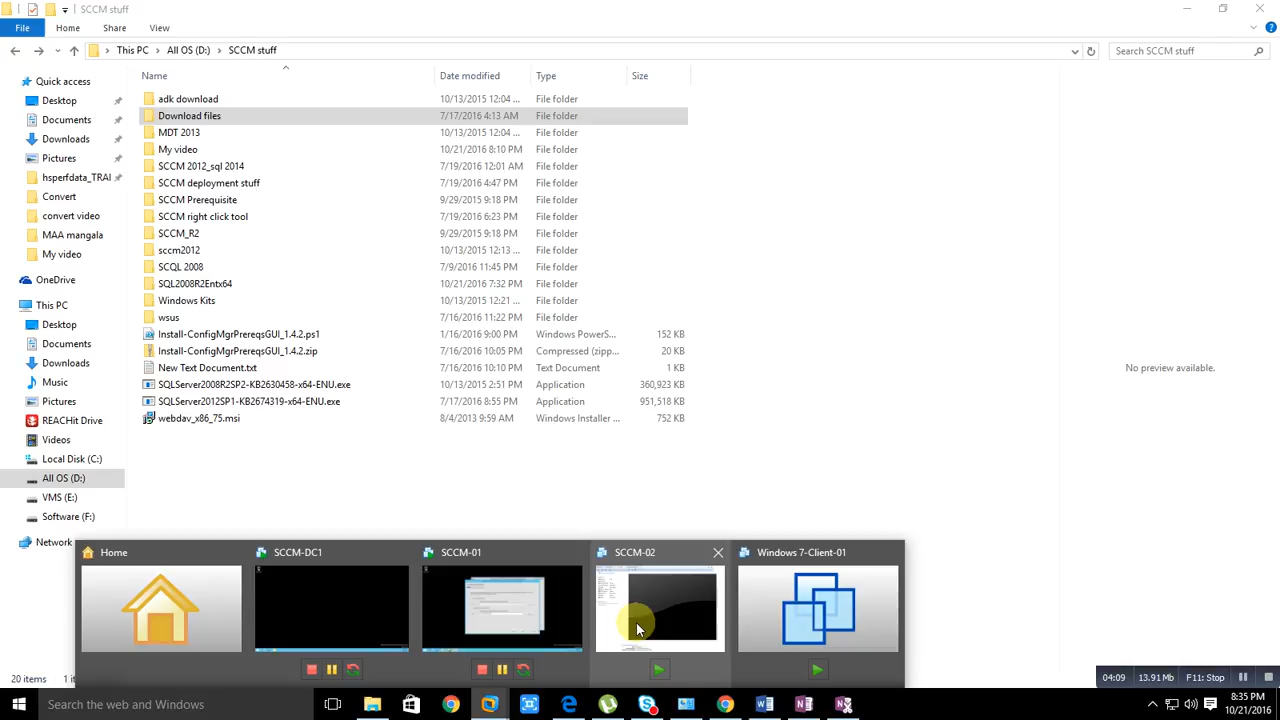 SCCM stuff
File Home Share View
This PC All OS (D:) SCCM stuff Search SCCM stuff
Name Date modified Type Size
Quick access
Desktop
Documents
Downloads
Pictures
hsperfdata_TRAI
Convert
convert video
MAA mangala
My video
OneDrive
This PC
Desktop
Documents
Downloads
Music
Pictures
REACHit Drive
Videos
Local Disk (C:)
All OS (D:)
VMS (E:)
Software (F:)
Network
adk download 10/13/2015 12:04 ... File folder
Download files 7/17/2016 4:13 AM File folder
MDT 2013 10/13/2015 12:04 ... File folder
My video 10/21/2016 8:10 PM File folder
SCCM 2012_sql 2014 7/19/2016 12:01 AM File folder
SCCM deployment stuff 7/19/2016 4:47 PM File folder
SCCM Prerequisite 9/29/2015 9:18 PM File folder
SCCM right click tool 7/19/2016 6:23 PM File folder
SCCM_R2 9/29/2015 9:18 PM File folder
sccm2012 10/13/2015 12:13 ... File folder
SCQL 2008 7/9/2016 11:45 PM File folder
SQL2008R2Entx64 10/21/2016 7:32 PM File folder
Windows Kits 10/13/2015 12:21 ... File folder
wsus 7/16/2016 11:22 PM File folder
Install-ConfigMgrPrereqsGUI_1.4.2.ps1 1/16/2016 9:00 PM Windows PowerS... 152 KB
Install-ConfigMgrPrereqsGUI_1.4.2.zip 7/16/2016 10:05 PM Compressed (zipp... 20 KB
New Text Document.txt 7/16/2016 10:10 PM Text Document 1 KB
SQLServer2008R2SP2-KB2630458-x64-ENU.exe 10/13/2015 2:51 PM Application 360,923 KB
SQLServer2012SP1-KB2674319-x64-ENU.exe 7/17/2016 8:55 PM Application 951,518 KB
webdav_x86_75.msi 8/4/2013 9:59 AM Windows Installer ... 752 KB
No preview available.
Home SCCM-DC1 SCCM-01 SCCM-02 Windows 7-Client-01
20 items
04:09 13.91 Mb F11: Stop
Search the web and Windows
8:35 PM
10/21/2016